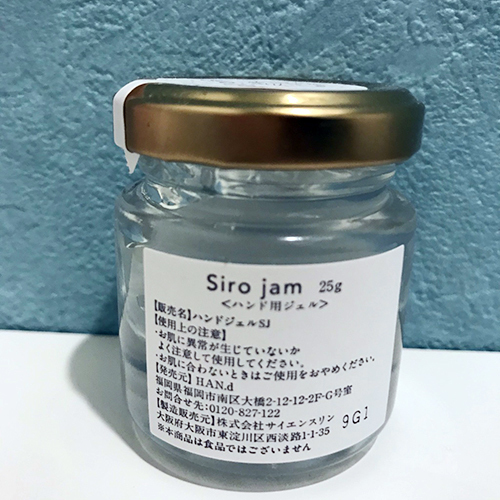 Siro jam 25g
<ハンド用ジェル>
【販売名】ハンドジェルSJ
【使用上の注意】
・お肌に異常が生じていないか
よく注意して使用してください。
・お肌に合わないときはご使用をおやめください。
【発売元】HAN.d
福岡県福岡市南区大橋2-12-12-2F-G号室
お問合せ先:0120-827-122
【製造販売元】株式会社サイエンスリン
大阪府大阪市東淀川区西淡路1-1-35
※本商品は食品ではございません
9G1